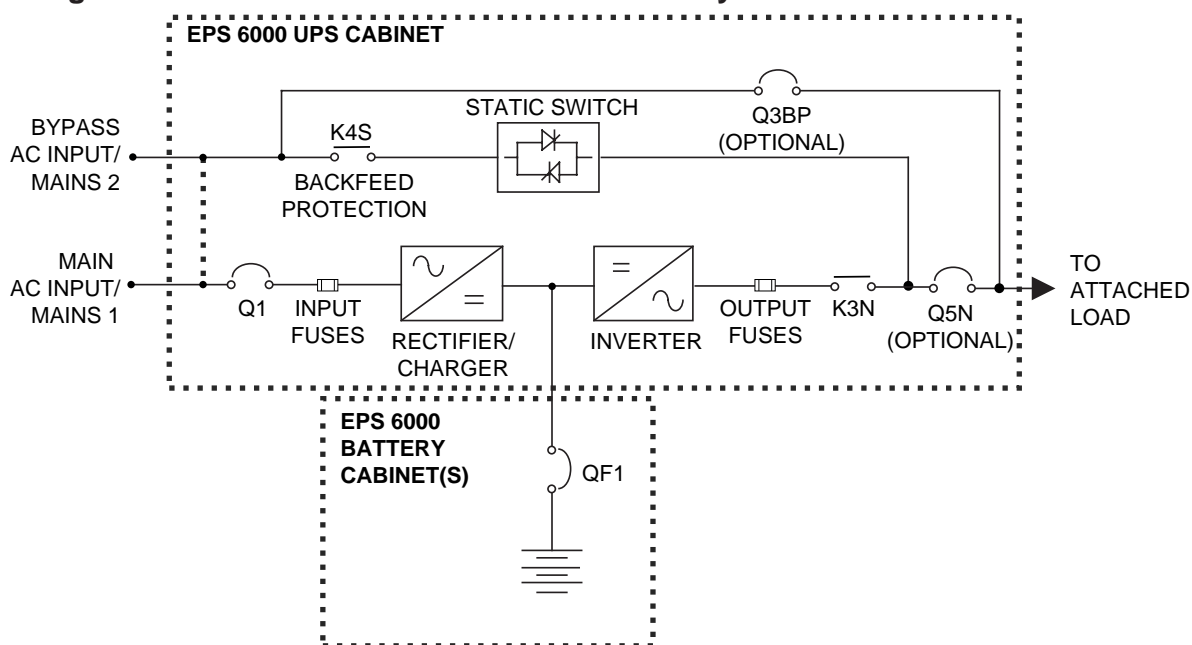 EPS 6000 UPS CABINET
STATIC SWITCH
Q3BP
(OPTIONAL)
BYPASS
AC INPUT/
MAINS 2
K4S
BACKFEED
PROTECTION
MAIN
AC INPUT/
MAINS 1
Q1
INPUT
FUSES
RECTIFIER/
CHARGER
INVERTER
OUTPUT
FUSES
K3N
Q5N
(OPTIONAL)
TO
ATTACHED
LOAD
EPS 6000
BATTERY
CABINET(S)
QF1